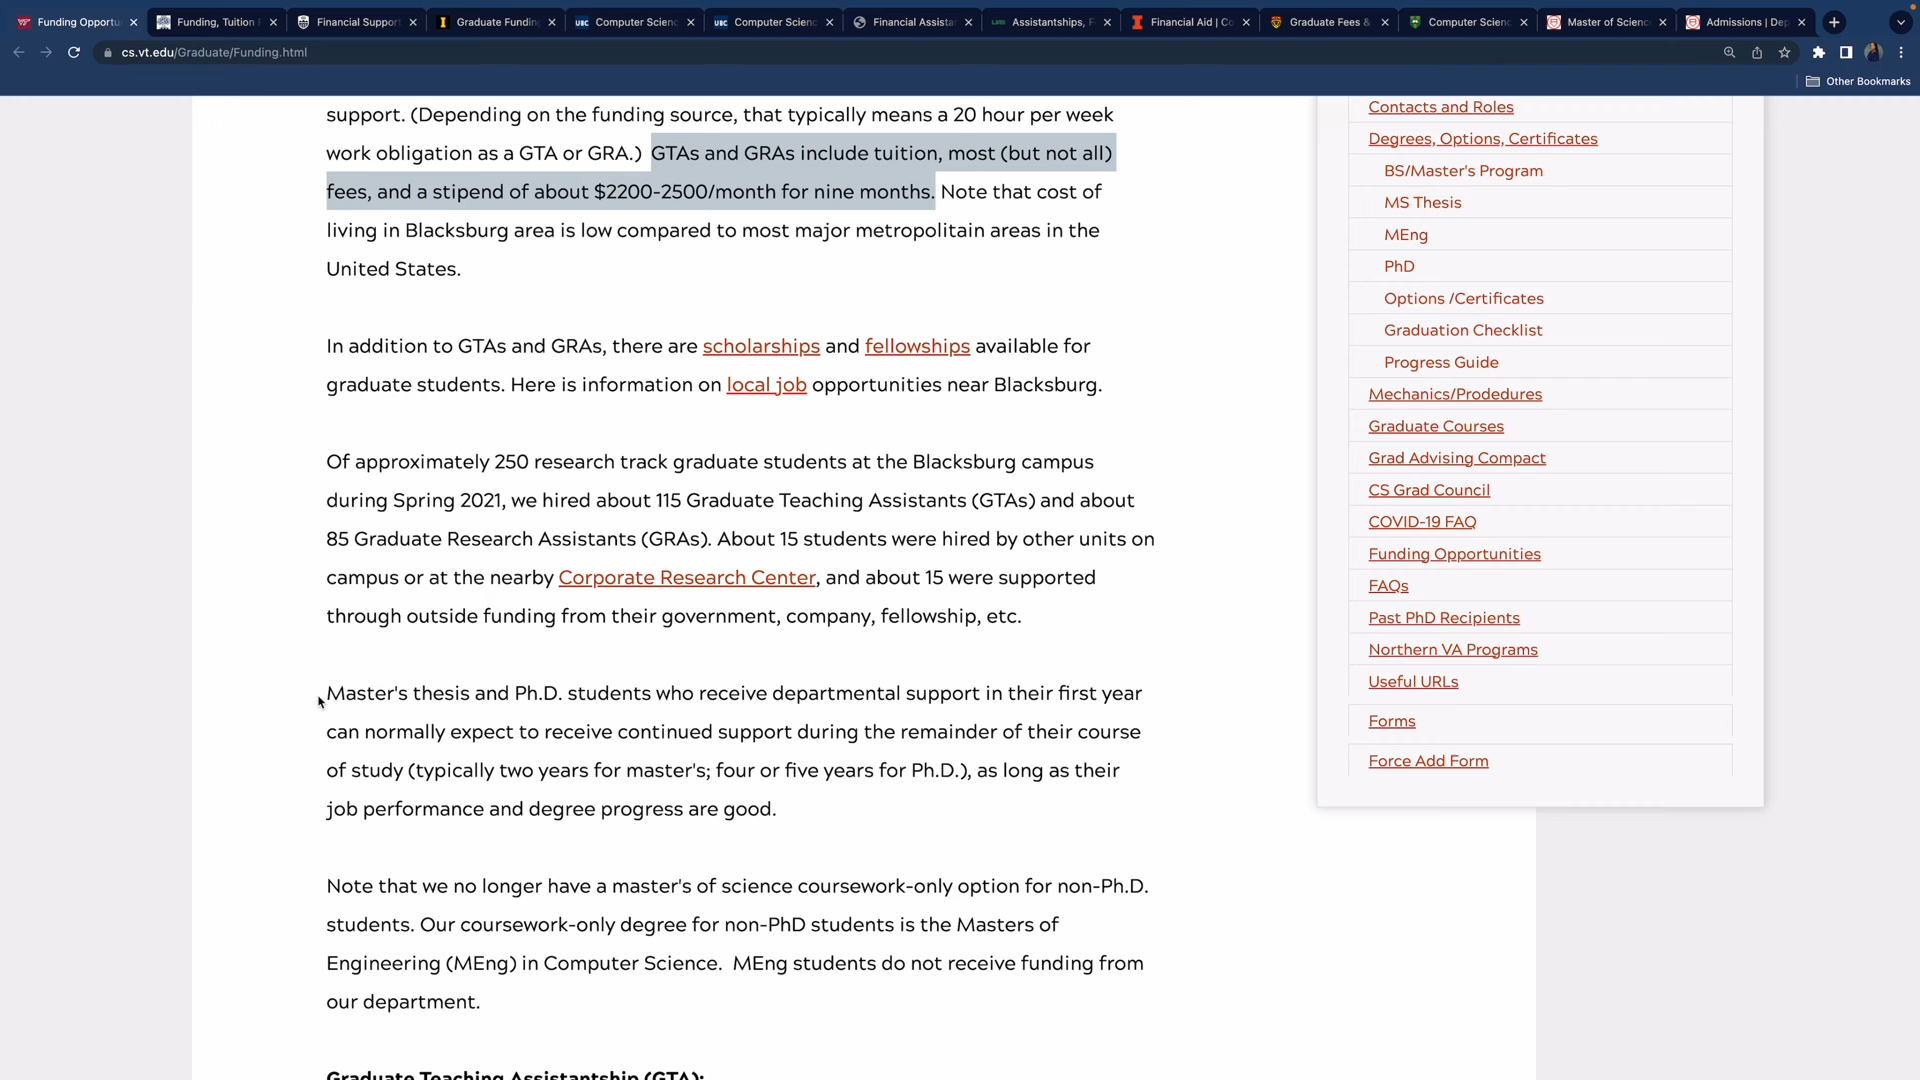 Funding Opportu
Funding, Tuition
Financial Support
Graduate Funding
Computer Scienc
Computer Scienc
Financial Assistan
Assistantships, F
Financial Aid | Co
Graduate Fees &
Computer Scienc
Master of Science
Admissions | Dep
cs.vt.edu/Graduate/Funding.html
Other Bookmarks
support. (Depending on the funding source, that typically means a 20 hour per week
work obligation as a GTA or GRA.) GTAs and GRAs include tuition, most (but not all)
fees, and a stipend of about $2200-2500/month for nine months. Note that cost of
living in Blacksburg area is low compared to most major metropolitain areas in the
United States.
In addition to GTAs and GRAs, there are scholarships and fellowships available for
graduate students. Here is information on local job opportunities near Blacksburg.
Of approximately 250 research track graduate students at the Blacksburg campus
during Spring 2021, we hired about 115 Graduate Teaching Assistants (GTAs) and about
85 Graduate Research Assistants (GRAs). About 15 students were hired by other units on
campus or at the nearby Corporate Research Center, and about 15 were supported
through outside funding from their government, company, fellowship, etc.
Master's thesis and Ph.D. students who receive departmental support in their first year
can normally expect to receive continued support during the remainder of their course
of study (typically two years for master's; four or five years for Ph.D.), as long as their
job performance and degree progress are good.
Note that we no longer have a master's of science coursework-only option for non-Ph.D.
students. Our coursework-only degree for non-PhD students is the Masters of
Engineering (MEng) in Computer Science. MEng students do not receive funding from
our department.
Graduate Teaching Assistantship (GTA):
Contacts and Roles
Degrees, Options, Certificates
BS/Master's Program
MS Thesis
MEng
PhD
Options /Certificates
Graduation Checklist
Progress Guide
Mechanics/Prodedures
Graduate Courses
Grad Advising Compact
CS Grad Council
COVID-19 FAQ
Funding Opportunities
FAQs
Past PhD Recipients
Northern VA Programs
Useful URLs
Forms
Force Add Form